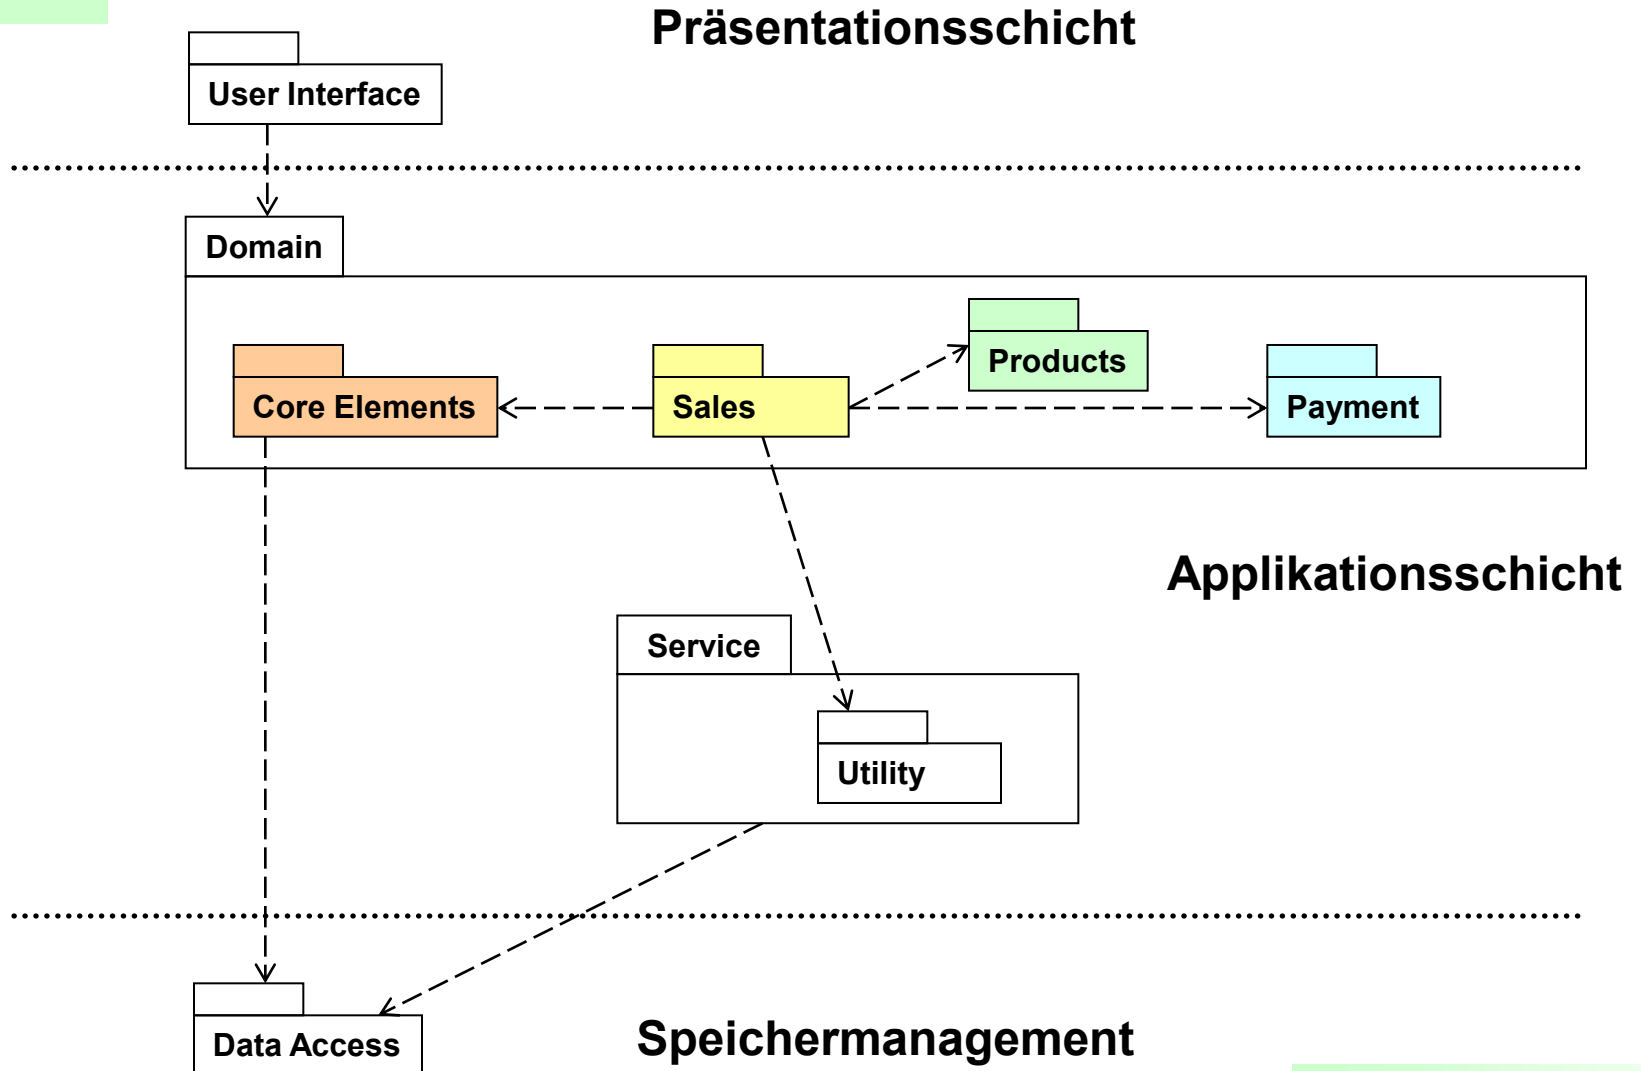 Präsentationsschicht
User Interface
Domain
Products
Core Elements
Sales
Payment
Applikationsschicht
Service
Utility
Speichermanagement
Data Access